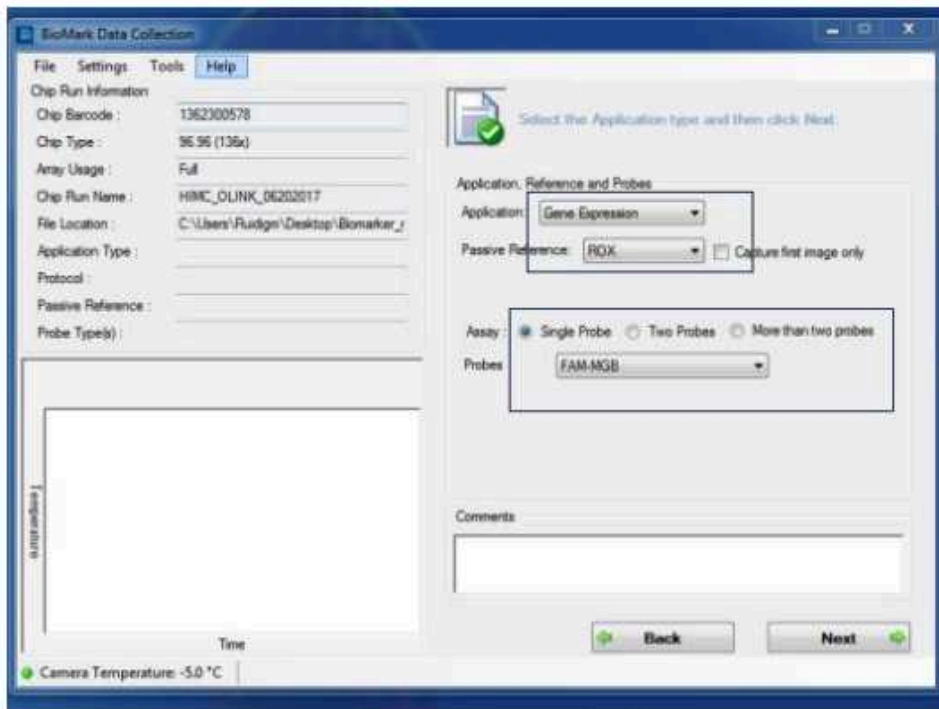 BioMark Data Collection
File Settings Tools Help
Chip Run Information
Chip Barcode : 1362300578
Chip Type : 96.96 (136x)
Array Usage : Full
Chip Run Name : HIMC_OLINK_06202017
File Location : C:\Users\Fluidigm\Desktop\Biomarker_r
Application Type :
Protocol :
Passive Reference :
Probe Type(s) :
Temperature
Time
Camera Temperature: -5.0 °C
Select the Application type and then click Next.
Application, Reference and Probes
Application: Gene Expression
Passive Reference: ROX Capture first image only
Assay : Single Probe Two Probes More than two probes
Probes FAM-MGB
Comments
Back Next